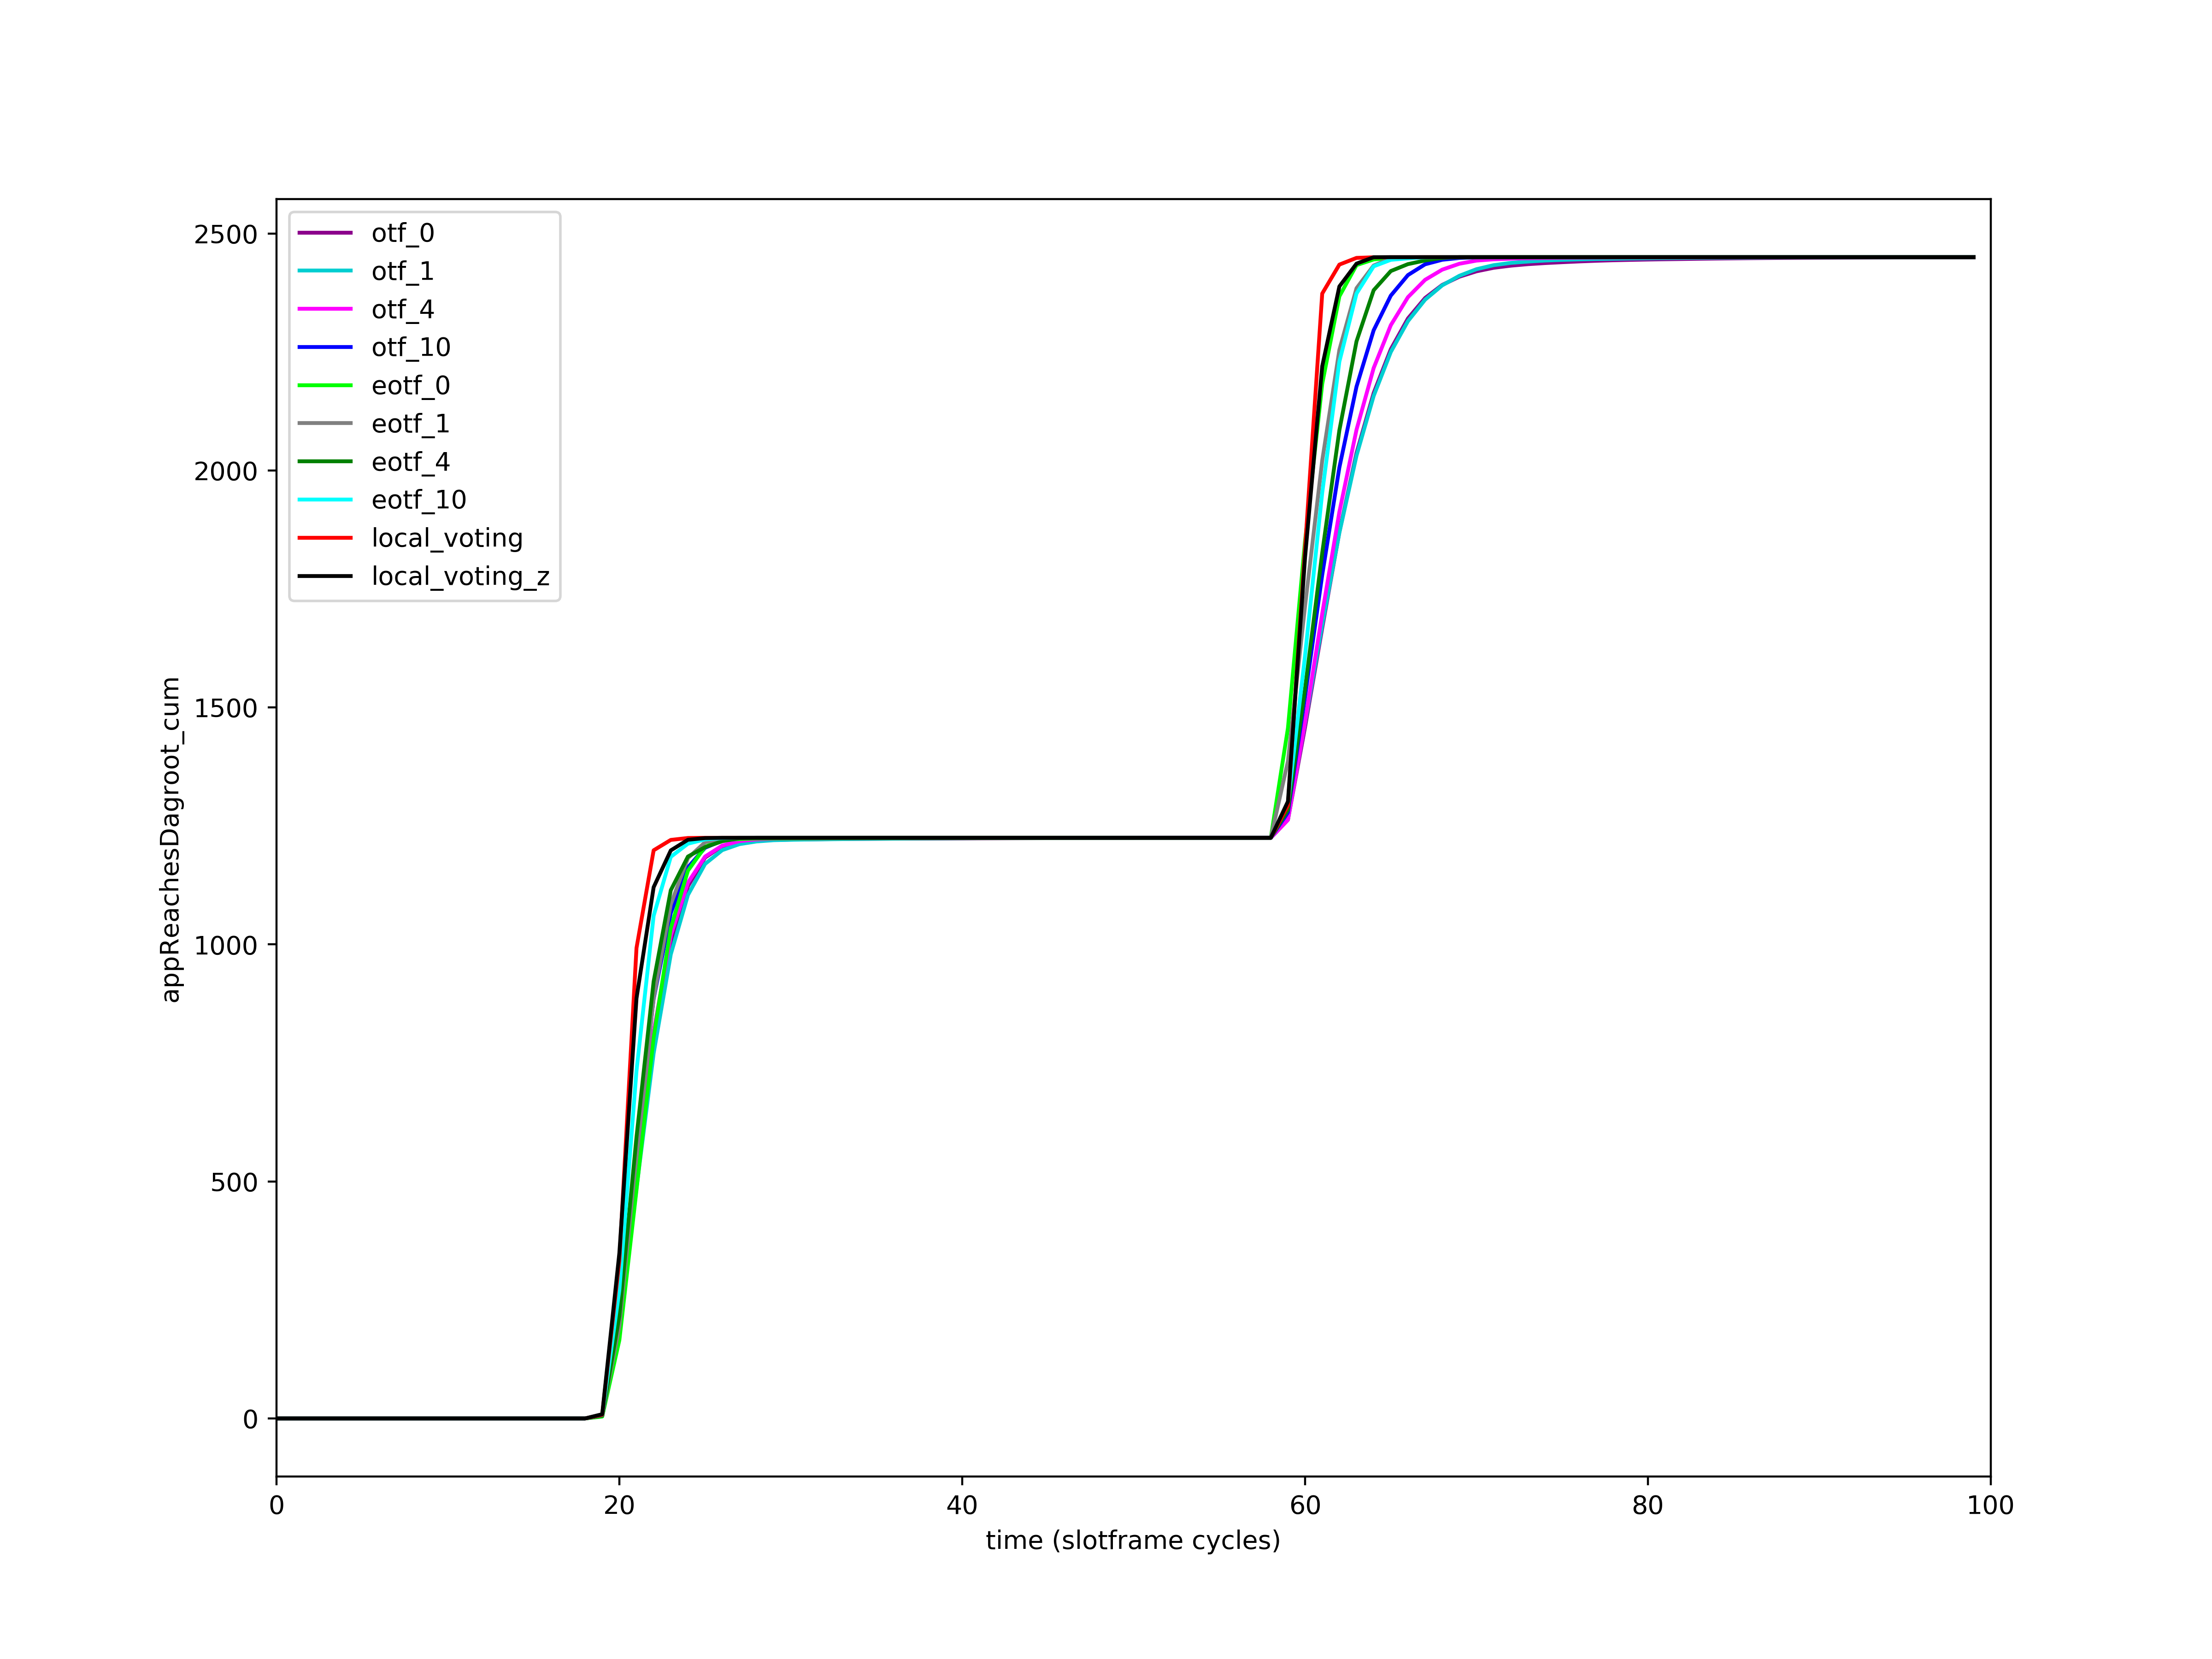 otf_0
otf_1
otf_4
otf_10
eotf_0
eotf_1
eotf_4
eotf_10
local_voting
local_voting_z
2500
2000
1500
1000
500
0
appReachesDagroot_cum
0 20 40 60 80 100
time (slotframe cycles)